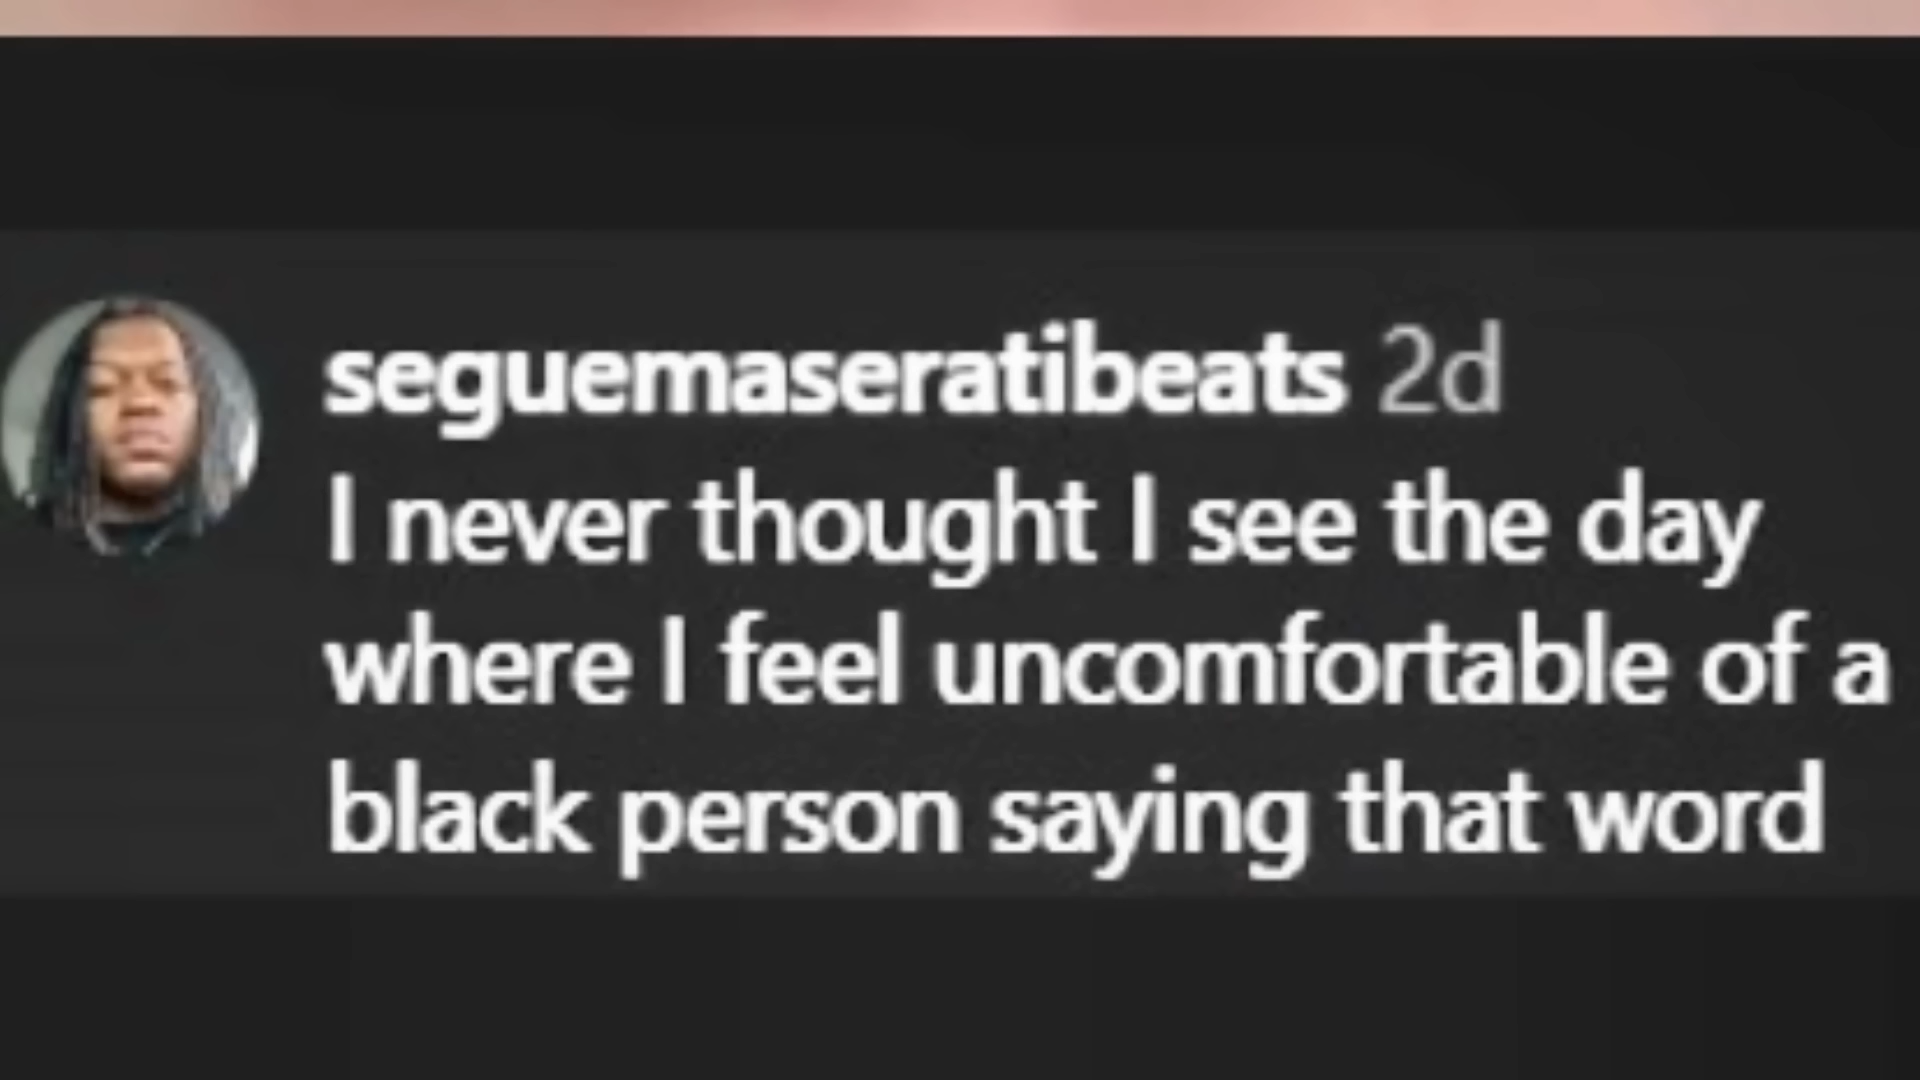 seguemaseratibeats 2d
I never thought I see the day
where I feel uncomfortable of a
black person saying that word